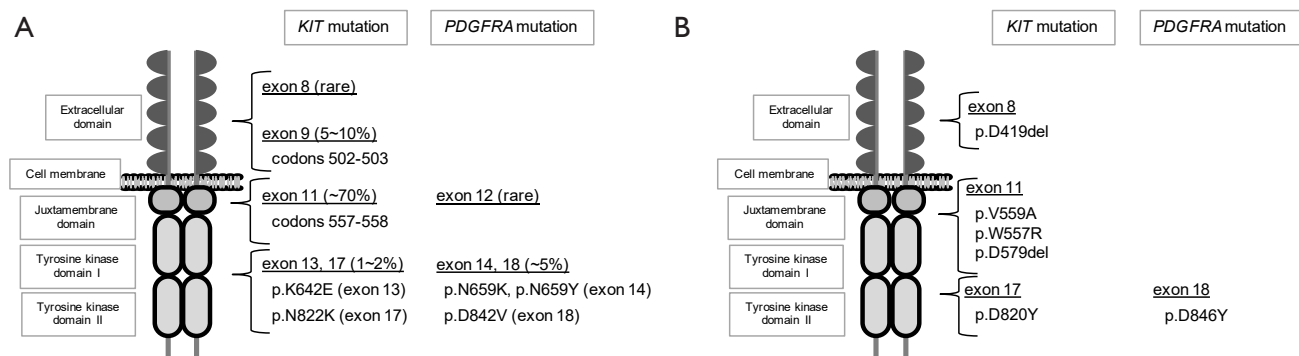 A
KIT mutation
PDGFRA mutation
Extracellular
domain
Cell membrane
Juxtamembrane
domain
Tyrosine kinase
domain I
Tyrosine kinase
domain II
exon 8 (rare)
exon 9 (5~10%)
codons 502-503
exon 11 (~70%)
codons 557-558
exon 12 (rare)
exon 13, 17 (1~2%)
p.K642E (exon 13)
p.N822K (exon 17)
exon 14, 18 (~5%)
p.N659K, p.N659Y (exon 14)
p.D842V (exon 18)
B
KIT mutation
PDGFRA mutation
Extracellular
domain
Cell membrane
Juxtamembrane
domain
Tyrosine kinase
domain I
Tyrosine kinase
domain II
exon 8
p.D419del
exon 11
p.V559A
p.W557R
p.D579del
exon 17
p.D820Y
exon 18
p.D846Y